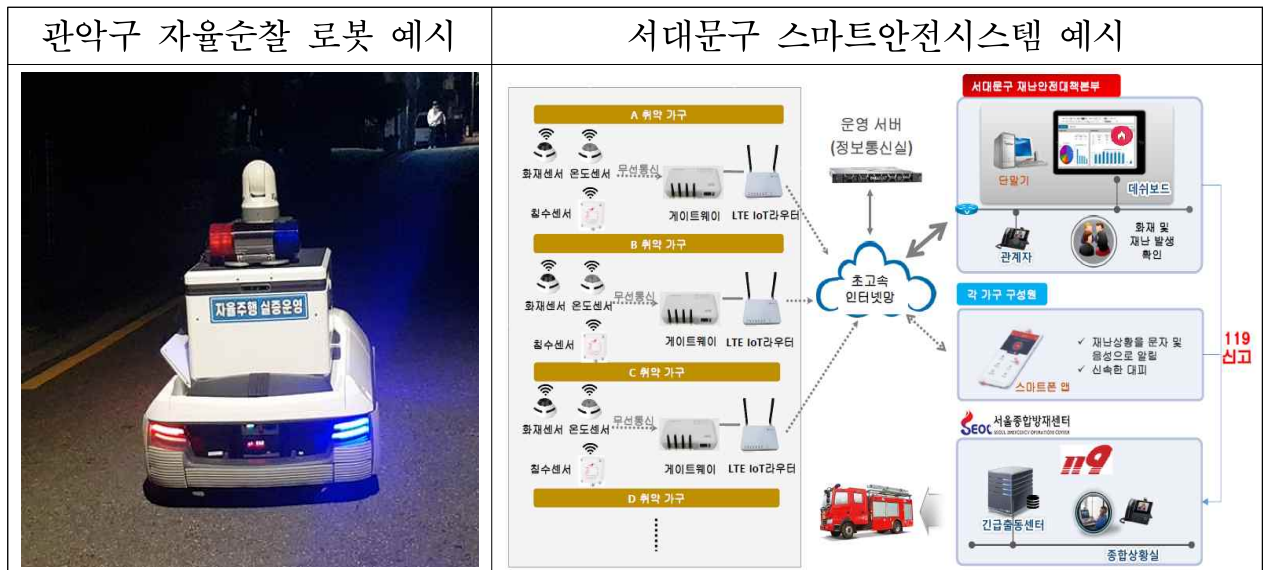 관악구 자율순찰 로봇 예시
서대문구 스마트안전시스템 예시
자율주행 실증운영
A 취약 가구
화재센서 온도센서
무선통신
침수센서
게이트웨이
LTE IoT라우터
B 취약 가구
화재센서 온도센서
무선통신
침수센서
게이트웨이
LTE IoT라우터
C 취약 가구
화재센서 온도센서
무선통신
침수센서
게이트웨이
LTE IoT라우터
D 취약 가구
운영 서버
(정보통신실)
초고속
인터넷망
서대문구 재난안전대책본부
단말기
데쉬보드
관계자
화재 및
재난 발생
확인
각 가구 구성원
✓ 재난상황을 문자 및
음성으로 알릴
✓ 신속한 대피
스마트폰 앱
119
신고
SEOC 서울종합방재센터
SEOUL EMERGENCY OPERATIONS CENTER
119
긴급출동센터
종합상황실